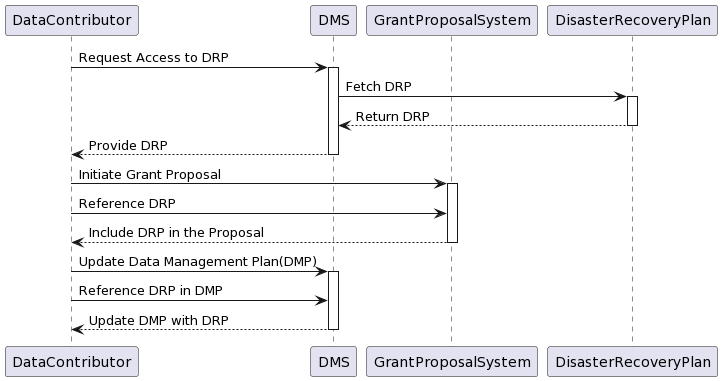 DataContributor DMS GrantProposalSystem DisasterRecoveryPlan
Request Access to DRP
Fetch DRP
Return DRP
Provide DRP
Initiate Grant Proposal
Reference DRP
Include DRP in the Proposal
Update Data Management Plan(DMP)
Reference DRP in DMP
Update DMP with DRP
DataContributor DMS GrantProposalSystem DisasterRecoveryPlan